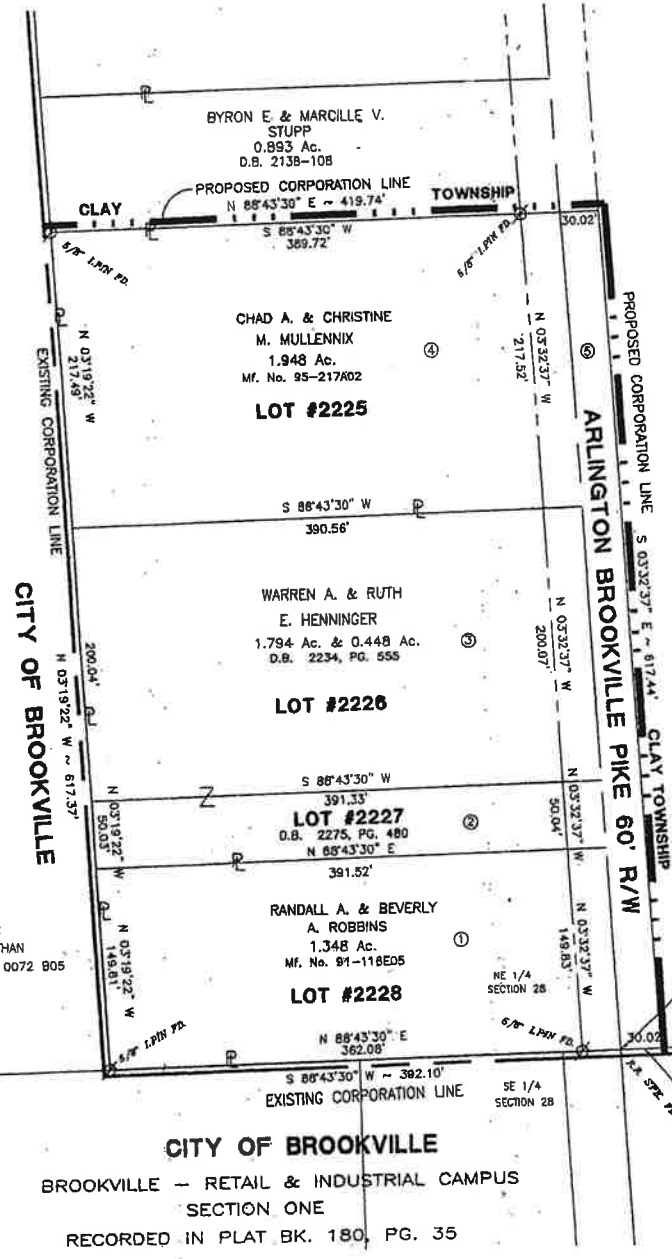 BYRON E & MARCILLE V.
STUPP
0.893 Ac.
D.B. 2138-108
PROPOSED CORPORATION LINE
CLAY
TOWNSHIP
N 88°43'30" E ~ 419.74'
S 88°43'30" W
389.72'
30.02'
5/8" I.PIN FD.
5/8" I.PIN FD.
CHAD A. & CHRISTINE
M. MULLENNIX
1.948 Ac.
Mf. No. 95-217A02
LOT #2225
④
⑤
N 03°19'22" W
217.49'
EXISTING CORPORATION LINE
N 03°32'37" W
217.52'
PROPOSED CORPORATION LINE
S 88°43'30" W
390.56'
ARLINGTON BROOKVILLE PIKE 60' R/W
S 03°32'37" E ~ 617.44'
CLAY TOWNSHIP
WARREN A. & RUTH
E. HENNINGER
1.794 Ac. & 0.448 Ac.
D.B. 2234, PG. 555
LOT #2226
③
N 03°32'37" W
200.07'
CITY OF BROOKVILLE
200.04'
N 03°19'22" W ~ 617.37'
S 88°43'30" W
391.33'
LOT #2227
D.B. 2275, PG. 480
②
N 88°43'30" E
391.52'
N 03°19'22" W
50.03'
N 03°32'37" W
50.04'
RANDALL A. & BEVERLY
A. ROBBINS
1.348 Ac.
Mf. No. 91-118E05
LOT #2228
①
N 03°19'22" W
149.81'
N 03°32'37" W
149.83'
HAN
0072 B05
NE 1/4
SECTION 28
5/8" I.PIN FD.
5/8" I.PIN FD.
30.02'
N 88°43'30" E
362.08'
S 88°43'30" W ~ 392.10'
EXISTING CORPORATION LINE
SE 1/4
SECTION 28
CITY OF BROOKVILLE
BROOKVILLE - RETAIL & INDUSTRIAL CAMPUS
SECTION ONE
RECORDED IN PLAT BK. 180, PG. 35